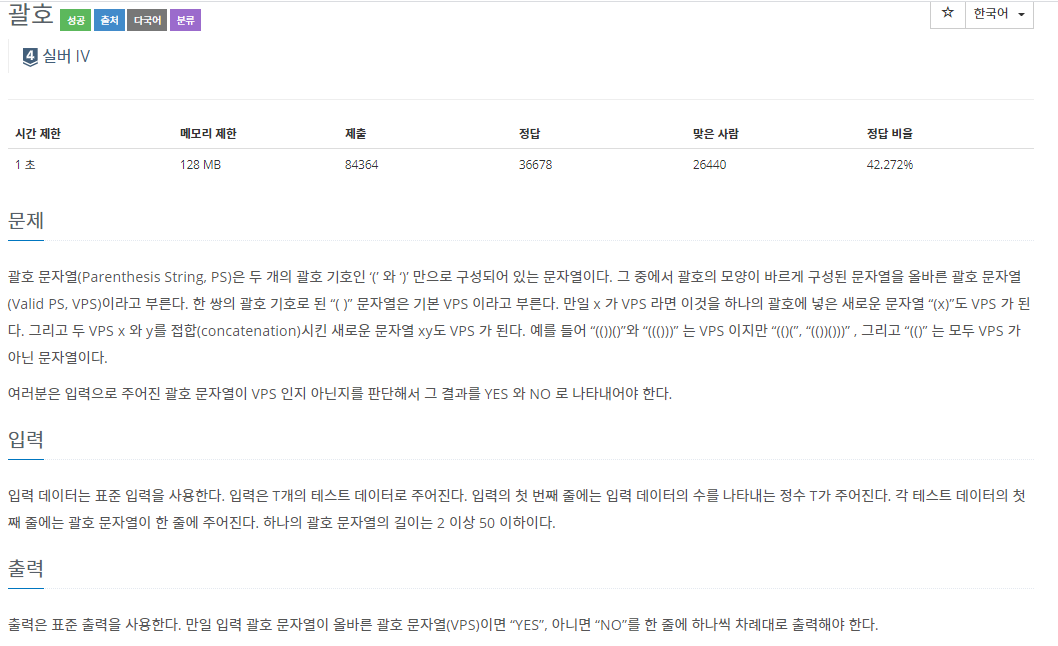 괄호 성공 출처 다국어 분류 ☆ 한국어
4 실버 IV
시간 제한 메모리 제한 제출 정답 맞은 사람 정답 비율
1 초 128 MB 84364 36678 26440 42.272%
문제
괄호 문자열(Parenthesis String, PS)은 두 개의 괄호 기호인 ‘(’ 와 ‘)’ 만으로 구성되어 있는 문자열이다. 그 중에서 괄호의 모양이 바르게 구성된 문자열을 올바른 괄호 문자열
(Valid PS, VPS)이라고 부른다. 한 쌍의 괄호 기호로 된 “( )” 문자열은 기본 VPS 이라고 부른다. 만일 x 가 VPS 라면 이것을 하나의 괄호에 넣은 새로운 문자열 “(x)”도 VPS 가 된
다. 그리고 두 VPS x 와 y를 접합(concatenation)시킨 새로운 문자열 xy도 VPS 가 된다. 예를 들어 “(())()”와 “((()))” 는 VPS 이지만 “(()(”, “(())()))” , 그리고 “(()” 는 모두 VPS 가
아닌 문자열이다.
여러분은 입력으로 주어진 괄호 문자열이 VPS 인지 아닌지를 판단해서 그 결과를 YES 와 NO 로 나타내어야 한다.
입력
입력 데이터는 표준 입력을 사용한다. 입력은 T개의 테스트 데이터로 주어진다. 입력의 첫 번째 줄에는 입력 데이터의 수를 나타내는 정수 T가 주어진다. 각 테스트 데이터의 첫
째 줄에는 괄호 문자열이 한 줄에 주어진다. 하나의 괄호 문자열의 길이는 2 이상 50 이하이다.
출력
출력은 표준 출력을 사용한다. 만일 입력 괄호 문자열이 올바른 괄호 문자열(VPS)이면 “YES”, 아니면 “NO”를 한 줄에 하나씩 차례대로 출력해야 한다.